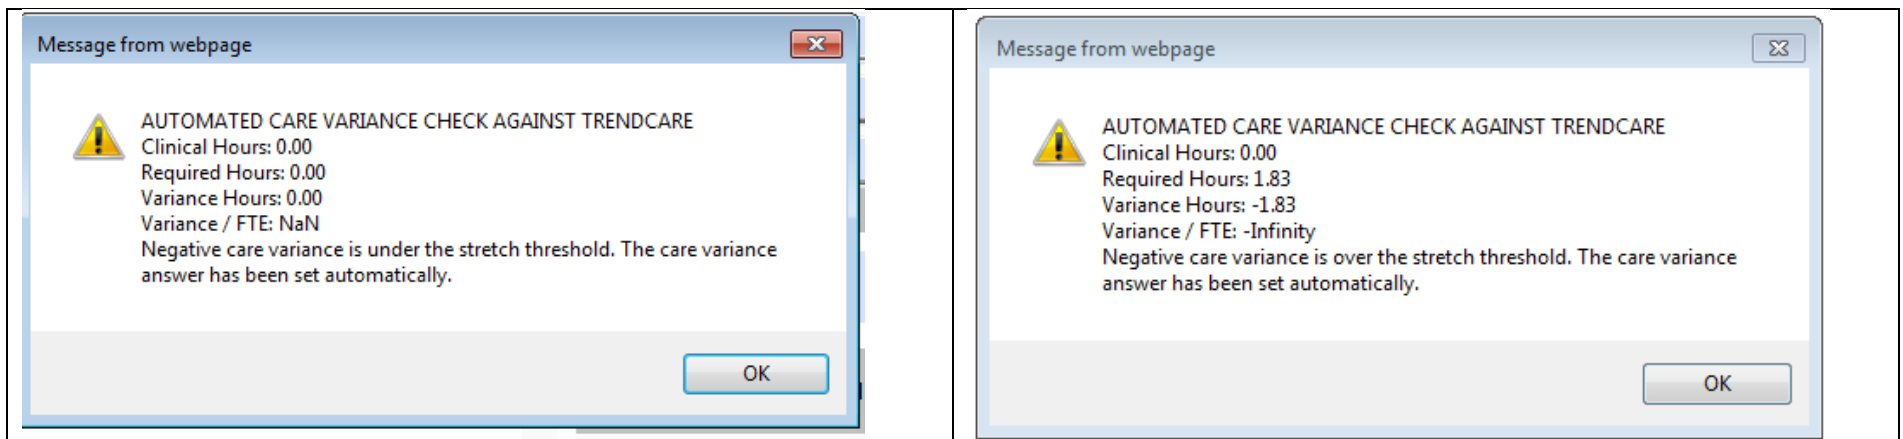 Message from webpage
AUTOMATED CARE VARIANCE CHECK AGAINST TRENDCARE
Clinical Hours: 0.00
Required Hours: 0.00
Variance Hours: 0.00
Variance / FTE: NaN
Negative care variance is under the stretch threshold. The care variance
answer has been set automatically.
OK
Message from webpage
AUTOMATED CARE VARIANCE CHECK AGAINST TRENDCARE
Clinical Hours: 0.00
Required Hours: 1.83
Variance Hours: -1.83
Variance / FTE: -Infinity
Negative care variance is over the stretch threshold. The care variance
answer has been set automatically.
OK